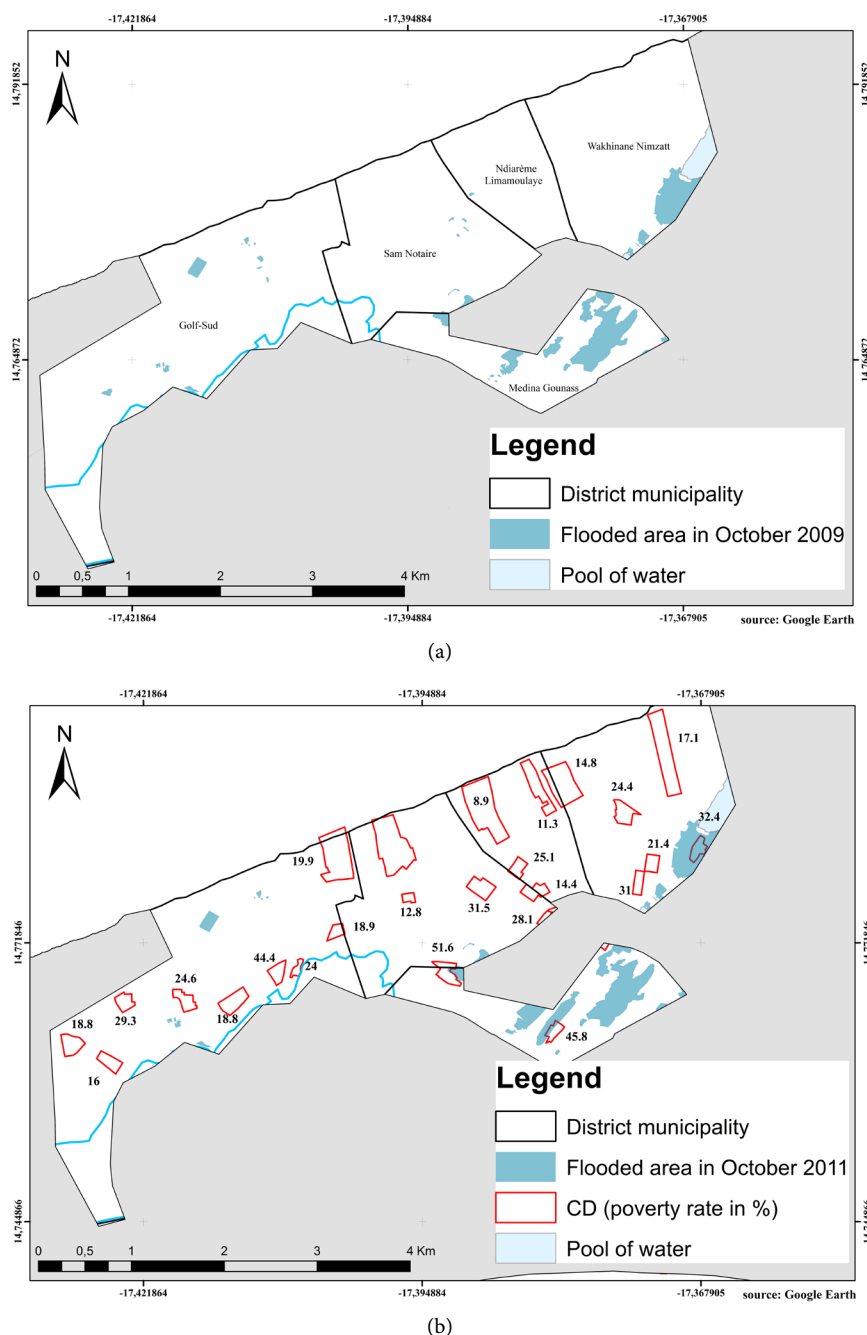 -17,421864 -17,394884 -17,367905
14,791852 14,791852
N
Wakhinane Nimzatt
Ndiarème
Limamoulaye
Sam Notaire
Golf-Sud
14,764872 14,764872
Medina Gounass
Legend
District municipality
Flooded area in October 2009
Pool of water
0 0,5 1 2 3 4 Km
-17,421864 -17,394884 -17,367905
source: Google Earth
(a)
-17,421864 -17,394884 -17,367905
N
17.1
14.8
24.4
8.9
32.4
11.3
21.4
19.9
25.1
31
14.4
12.8
31.5
28.1
18.9
14,771846 14,771846
51.6
44.4
24
24.6
18.8
29.3
18.8
45.8
16
Legend
District municipality
Flooded area in October 2011
CD (poverty rate in %)
Pool of water
14,744866 14,744866
0 0,5 1 2 3 4 Km
-17,421864 -17,394884 -17,367905
source: Google Earth
(b)